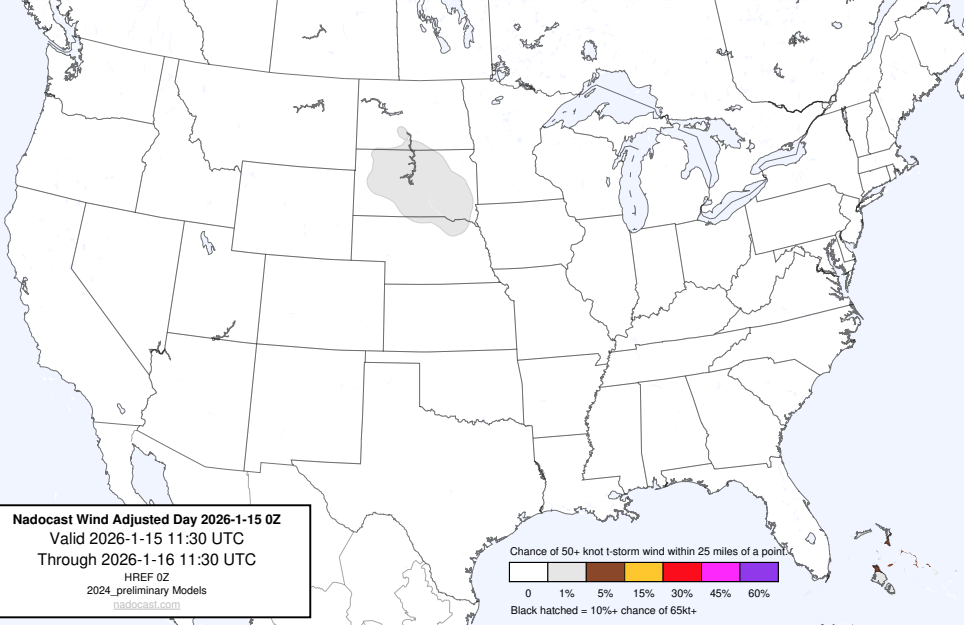 Nadocast Wind Adjusted Day 2026-1-15 0Z
Valid 2026-1-15 11:30 UTC
Through 2026-1-16 11:30 UTC
HREF 0Z
2024_preliminary Models
nadocast.com
Chance of 50+ knot t-storm wind within 25 miles of a point.
0 1% 5% 15% 30% 45% 60%
Black hatched = 10%+ chance of 65kt+